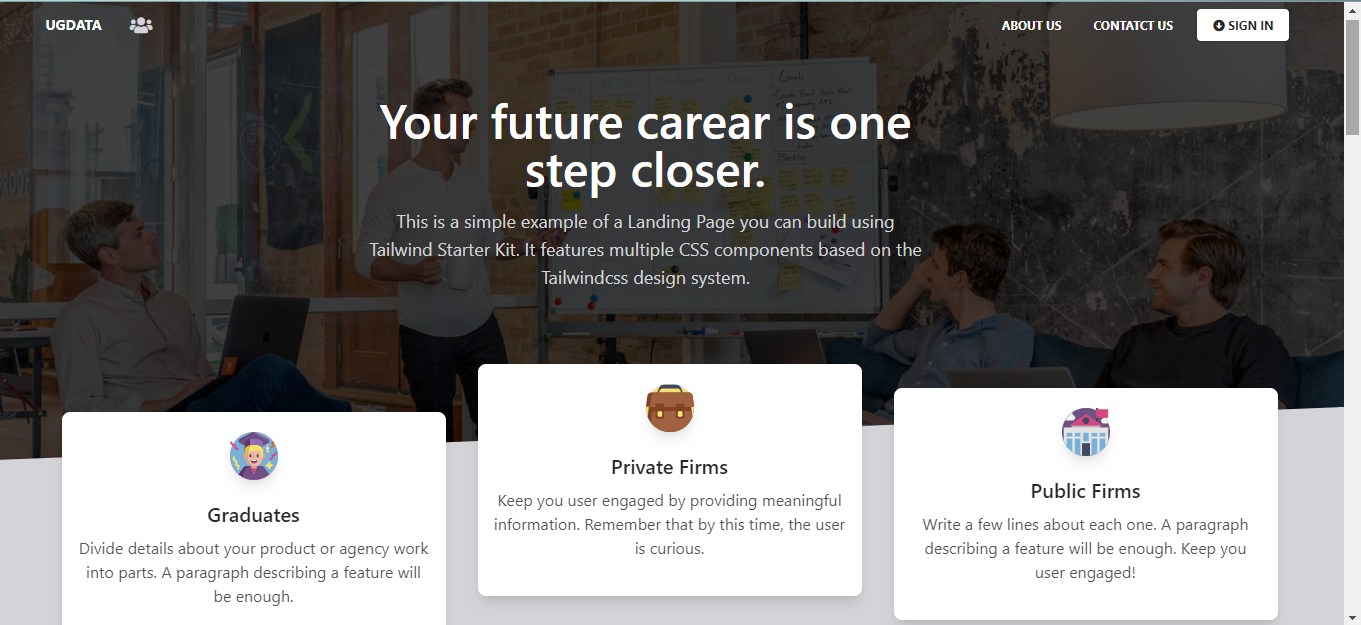 UGDATA
ABOUT US
CONTATCT US
SIGN IN
Your future carear is one
step closer.
This is a simple example of a Landing Page you can build using
Tailwind Starter Kit. It features multiple CSS components based on the
Tailwindcss design system.
Graduates
Divide details about your product or agency work
into parts. A paragraph describing a feature will
be enough.
Private Firms
Keep you user engaged by providing meaningful
information. Remember that by this time, the user
is curious.
Public Firms
Write a few lines about each one. A paragraph
describing a feature will be enough. Keep you
user engaged!